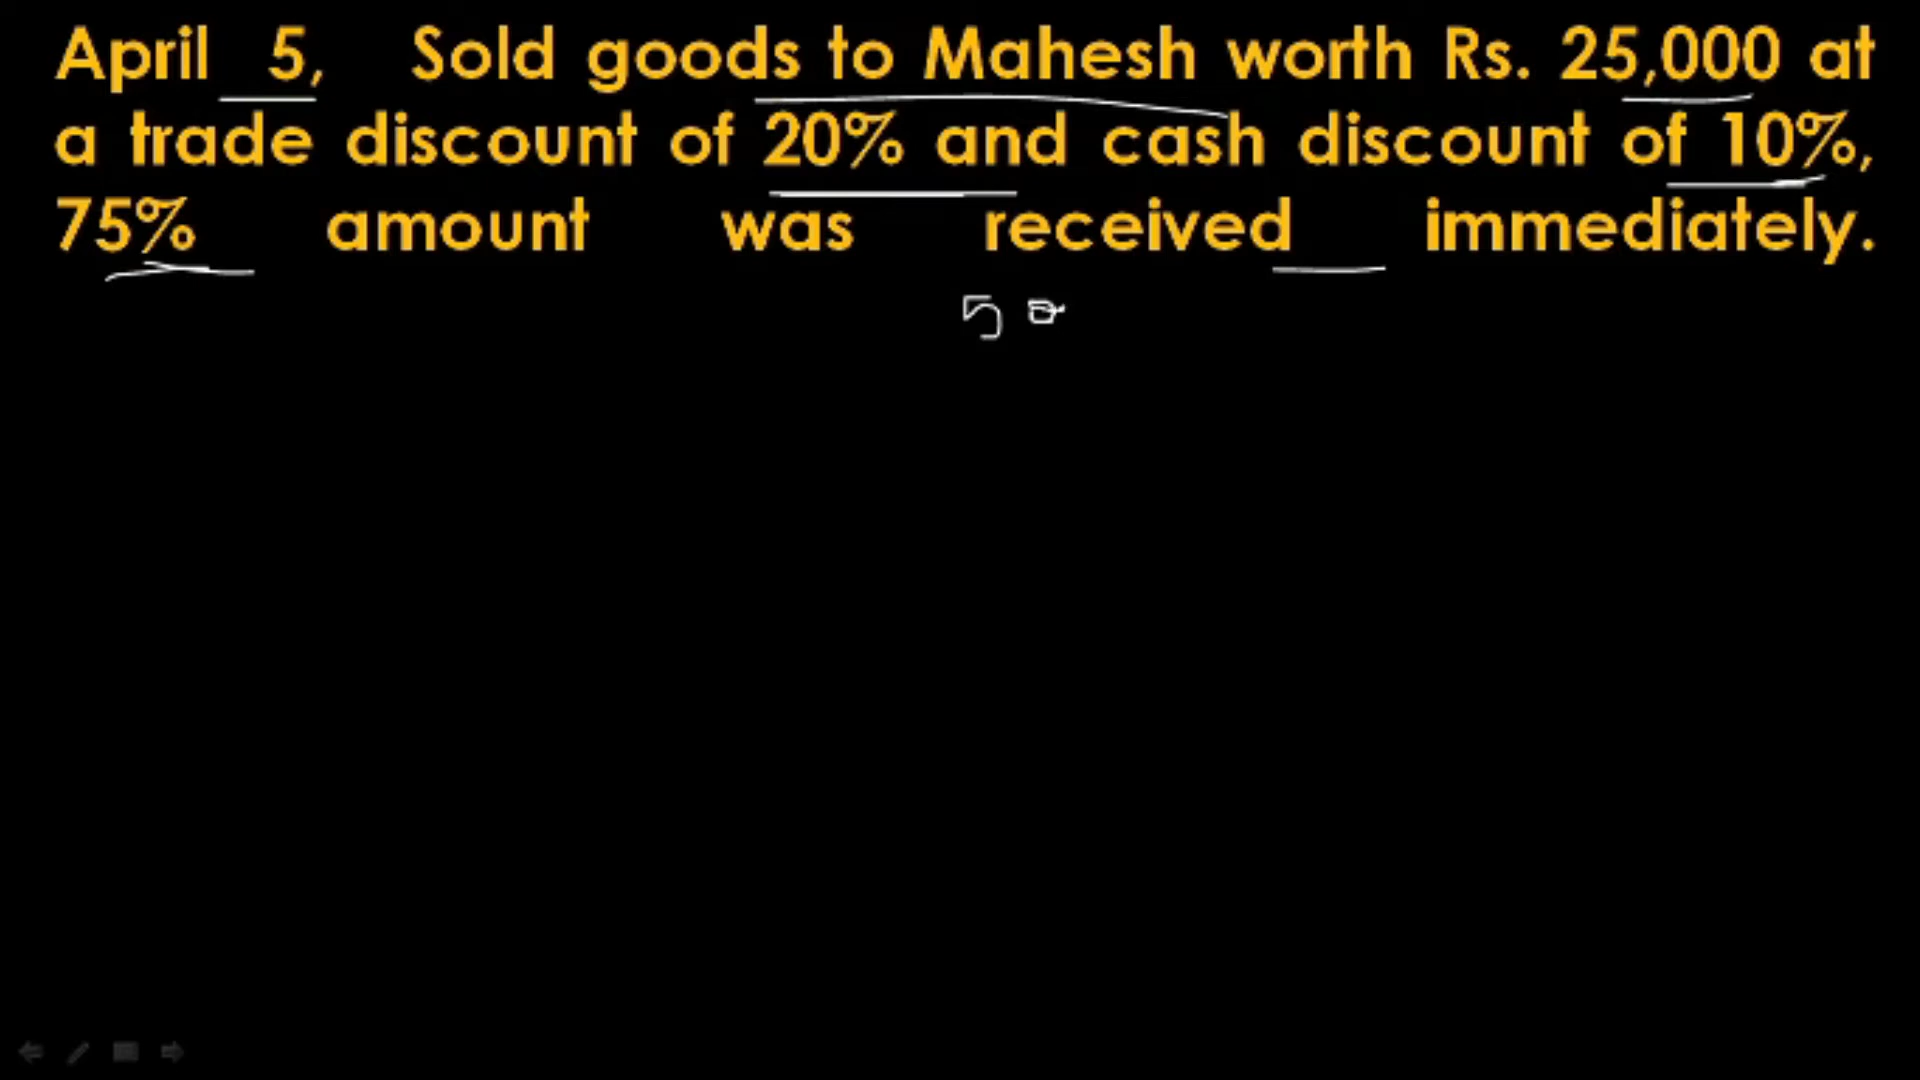 April 5, Sold goods to Mahesh worth Rs. 25,000 at
a trade discount of 20% and cash discount of 10%,
75% amount was received immediately.
5